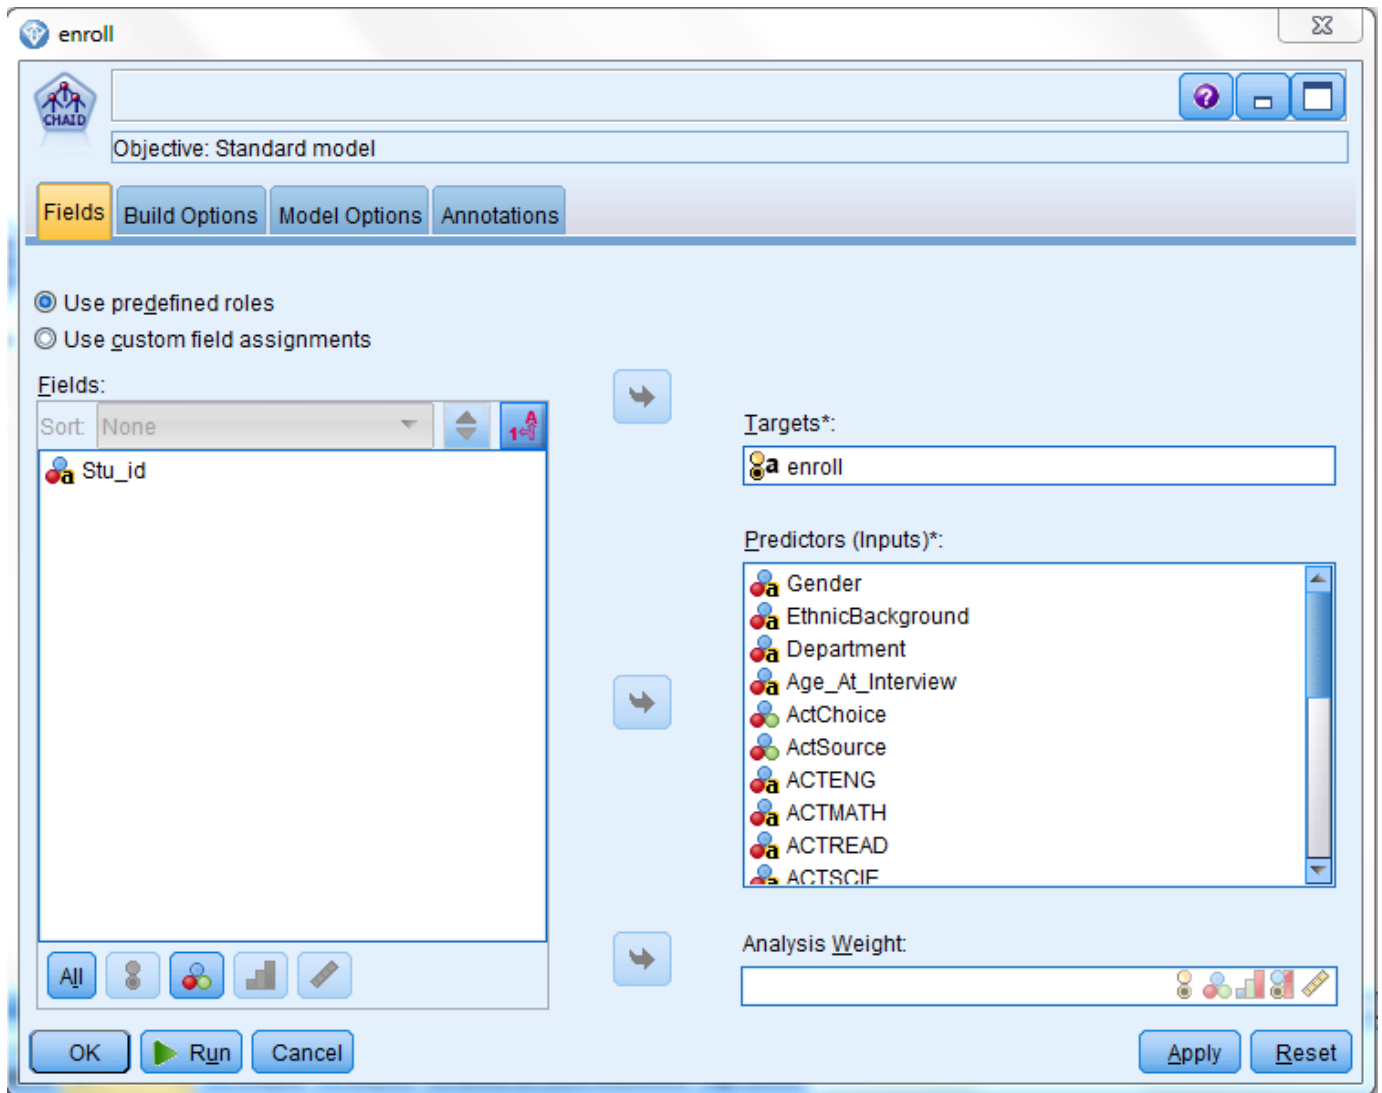 enroll
CHAID
Objective: Standard model
Fields Build Options Model Options Annotations
Use predefined roles
Use custom field assignments
Fields:
Sort: None
A
1
Stu_id
Targets*:
a enroll
Predictors (Inputs)*:
a Gender
a EthnicBackground
a Department
a Age_At_Interview
ActChoice
ActSource
a ACTENG
a ACTMATH
a ACTREAD
a ACTSCIE
All
Analysis Weight:
OK Run Cancel Apply Reset